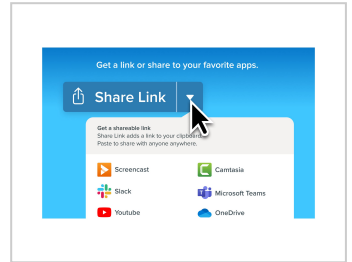 Get a link or share to your favorite apps.
Share Link
Get a shareable link
Share Link adds a link to your clipboard.
Paste to share with anyone anywhere.
Screencast
Camtasia
Slack
Microsoft Teams
Youtube
OneDrive